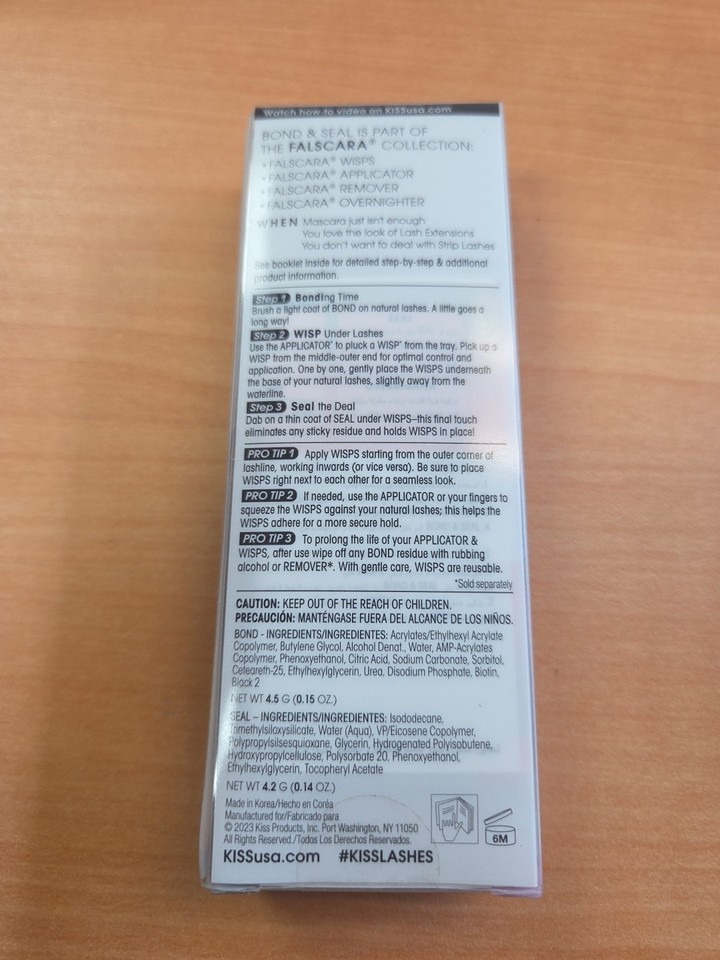 Watch how-to video on KISSusa.com
BOND & SEAL IS PART OF
THE FALSCARA® COLLECTION:
• FALSCARA® WISPS
• FALSCARA® APPLICATOR
• FALSCARA® REMOVER
• FALSCARA® OVERNIGHTER
WHEN Mascara just isn't enough
You love the look of Lash Extensions
You don't want to deal with Strip Lashes
See booklet inside for detailed step-by-step & additional
product information.
Step 1 Bonding Time
Brush a light coat of BOND on natural lashes. A little goes a
long way!
Step 2 WISP Under Lashes
Use the APPLICATOR* to pluck a WISP* from the tray. Pick up a
WISP from the middle-outer end for optimal control and
application. One by one, gently place the WISPS underneath
the base of your natural lashes, slightly away from the
waterline.
Step 3 Seal the Deal
Dab on a thin coat of SEAL under WISPS–this final touch
eliminates any sticky residue and holds WISPS in place!
PRO TIP 1 Apply WISPS starting from the outer corner of
lashline, working inwards (or vice versa). Be sure to place
WISPS right next to each other for a seamless look.
PRO TIP 2 If needed, use the APPLICATOR or your fingers to
squeeze the WISPS against your natural lashes; this helps the
WISPS adhere for a more secure hold.
PRO TIP 3 To prolong the life of your APPLICATOR &
WISPS, after use wipe off any BOND residue with rubbing
alcohol or REMOVER*. With gentle care, WISPS are reusable.
*Sold separately
CAUTION: KEEP OUT OF THE REACH OF CHILDREN.
PRECAUCIÓN: MANTÉNGASE FUERA DEL ALCANCE DE LOS NIÑOS.
BOND - INGREDIENTS/INGREDIENTES: Acrylates/Ethylhexyl Acrylate
Copolymer, Butylene Glycol, Alcohol Denat., Water, AMP-Acrylates
Copolymer, Phenoxyethanol, Citric Acid, Sodium Carbonate, Sorbitol,
Ceteareth-25, Ethylhexylglycerin, Urea, Disodium Phosphate, Biotin,
Black 2
NET WT 4.5 G (0.15 OZ.)
SEAL – INGREDIENTS/INGREDIENTES: Isododecane,
Trimethylsiloxysilicate, Water (Aqua), VP/Eicosene Copolymer,
Polypropylsilsesquioxane, Glycerin, Hydrogenated Polyisobutene,
Hydroxypropylcellulose, Polysorbate 20, Phenoxyethanol,
Ethylhexylglycerin, Tocopheryl Acetate
NET WT 4.2 G (0.14 OZ.)
Made in Korea/Hecho en Coréa
Manufactured for/Fabricado para
© 2023 Kiss Products, Inc. Port Washington, NY 11050
All Rights Reserved./Todos Los Derechos Reservados.
KISSusa.com #KISSLASHES
6M